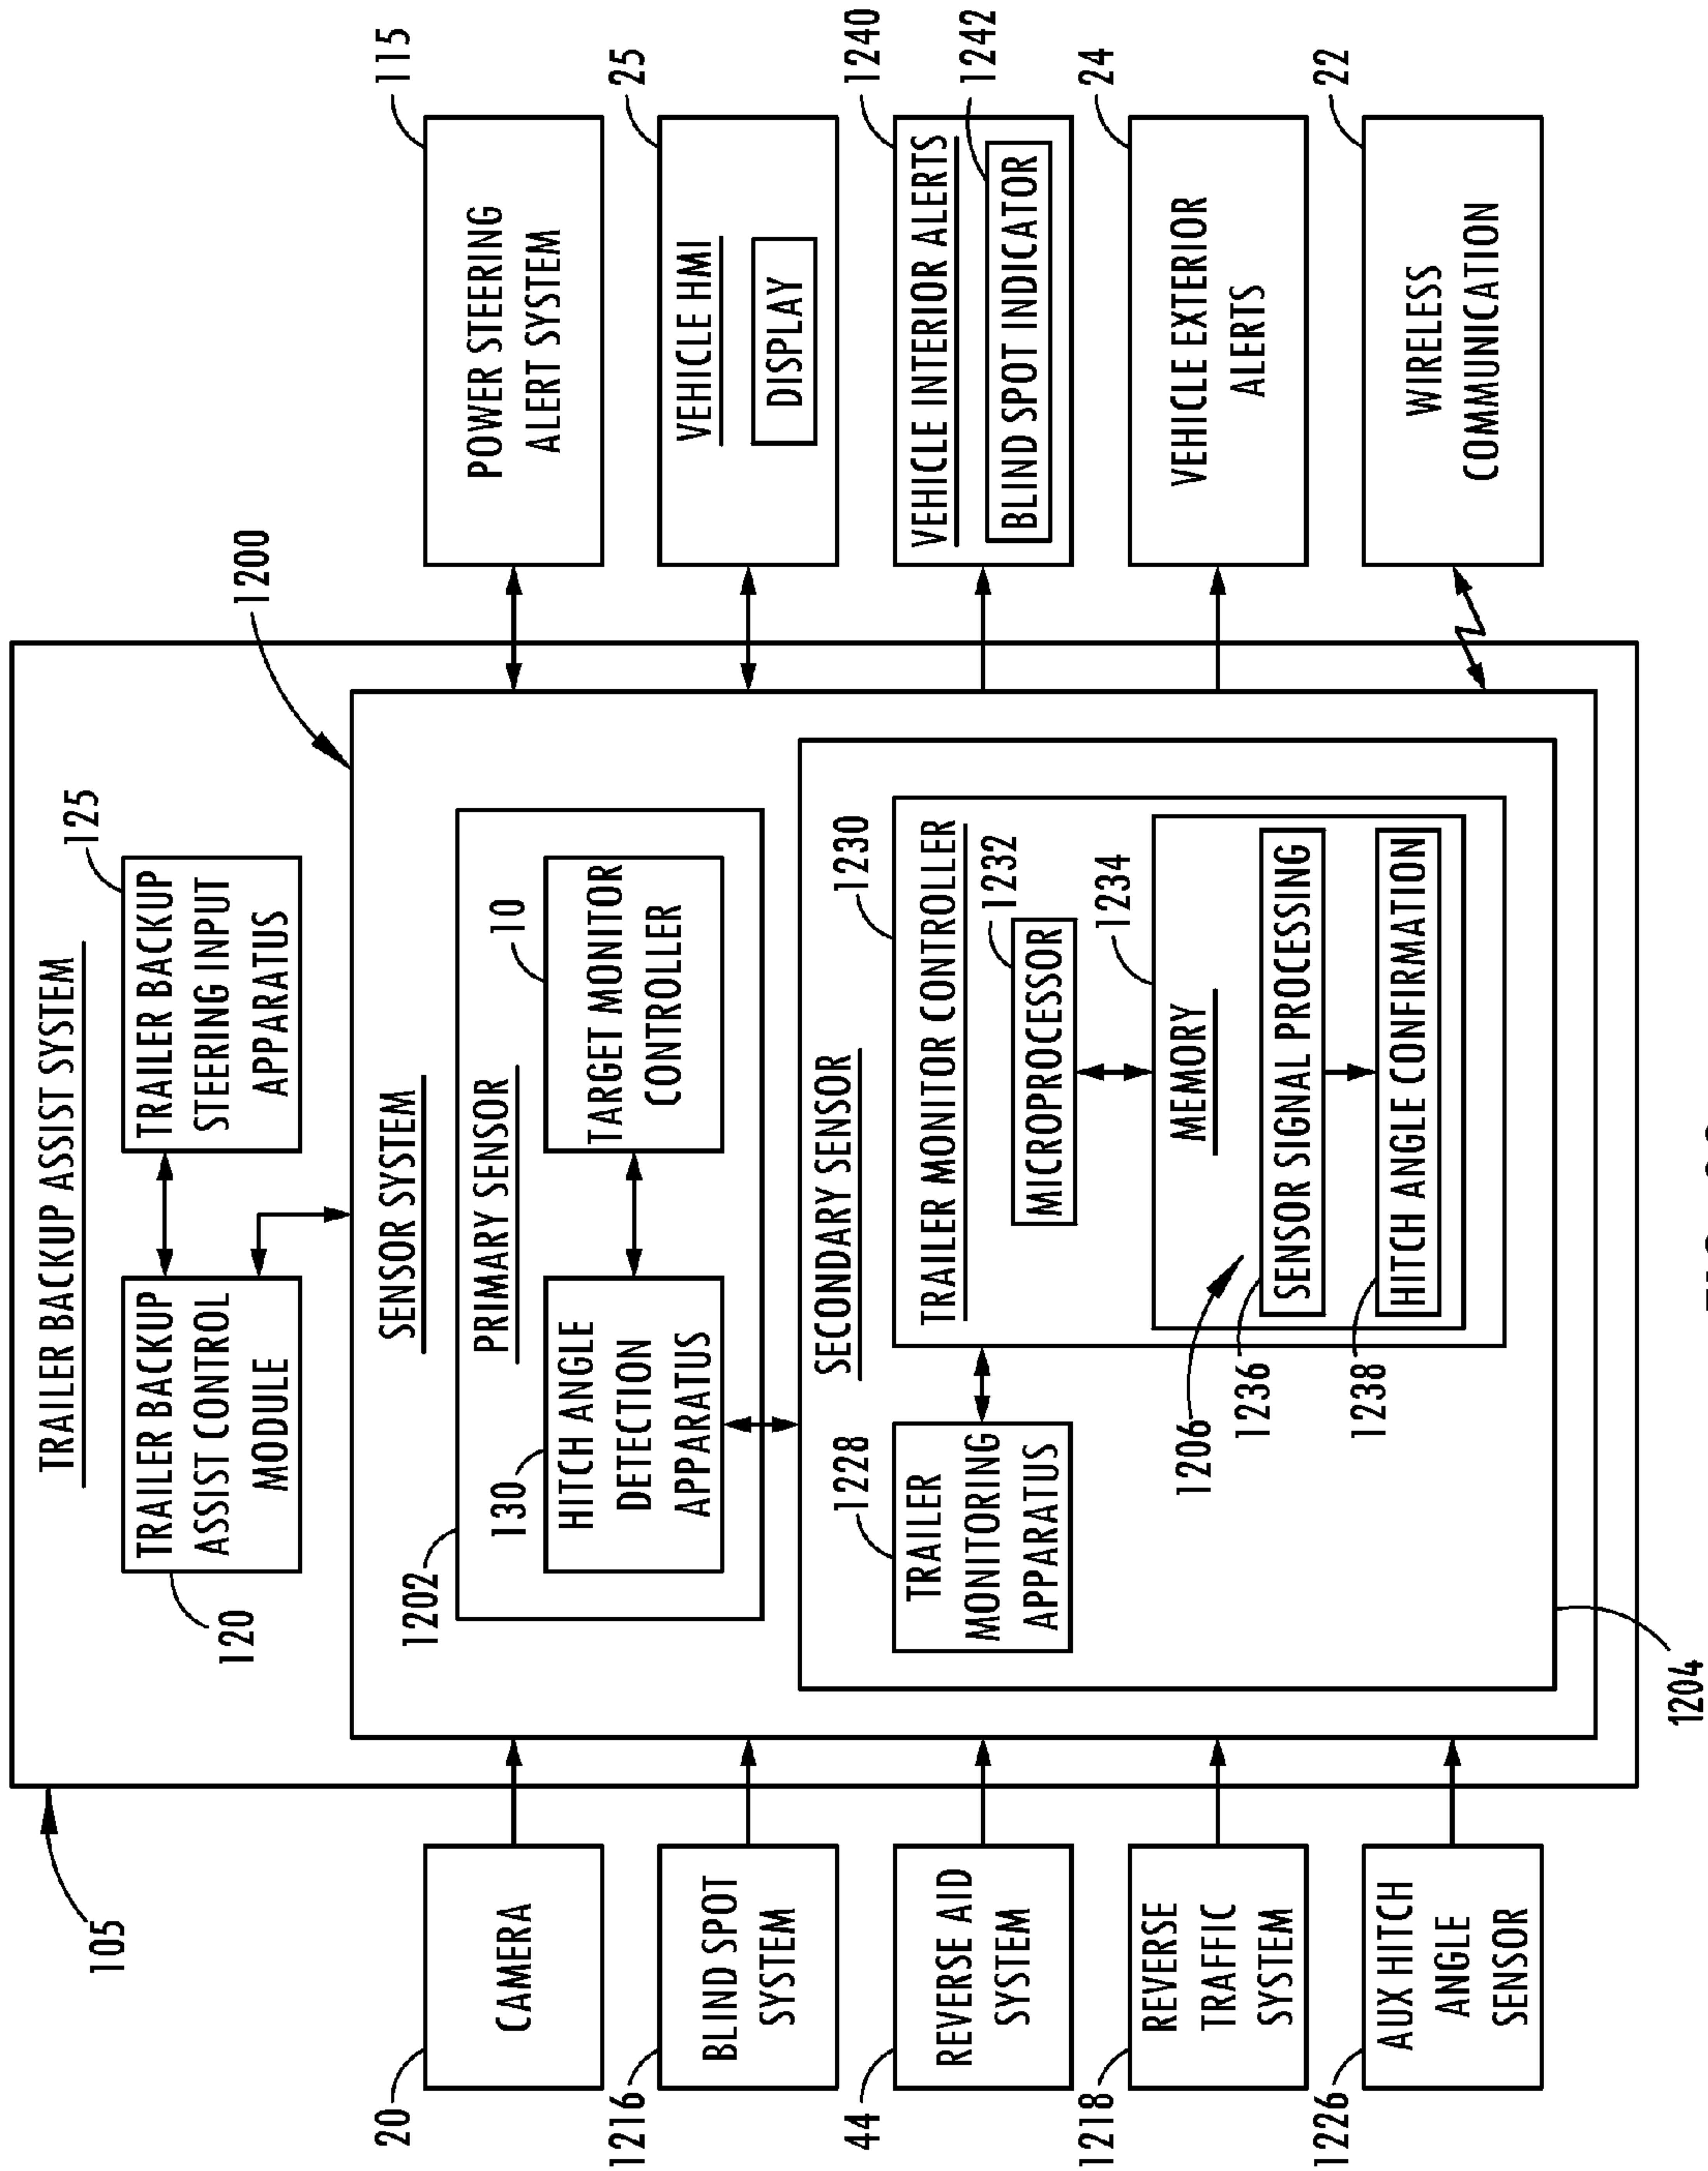 105
TRAILER BACKUP ASSIST SYSTEM
120
TRAILER BACKUP
ASSIST CONTROL
MODULE
125
TRAILER BACKUP
STEERING INPUT
APPARATUS
1200
SENSOR SYSTEM
1202
PRIMARY SENSOR
130
HITCH ANGLE
DETECTION
APPARATUS
10
TARGET MONITOR
CONTROLLER
SECONDARY SENSOR
1204
1228
TRAILER
MONITORING
APPARATUS
1230
TRAILER MONITOR CONTROLLER
1232
MICROPROCESSOR
1234
MEMORY
1206
1236
SENSOR SIGNAL PROCESSING
1238
HITCH ANGLE CONFIRMATION
20
CAMERA
1216
BLIND SPOT
SYSTEM
44
REVERSE AID
SYSTEM
1218
REVERSE
TRAFFIC
SYSTEM
1226
AUX HITCH
ANGLE
SENSOR
115
POWER STEERING
ALERT SYSTEM
25
VEHICLE HMI
DISPLAY
1240
VEHICLE INTERIOR ALERTS
1242
BLIND SPOT INDICATOR
24
VEHICLE EXTERIOR
ALERTS
22
WIRELESS
COMMUNICATION